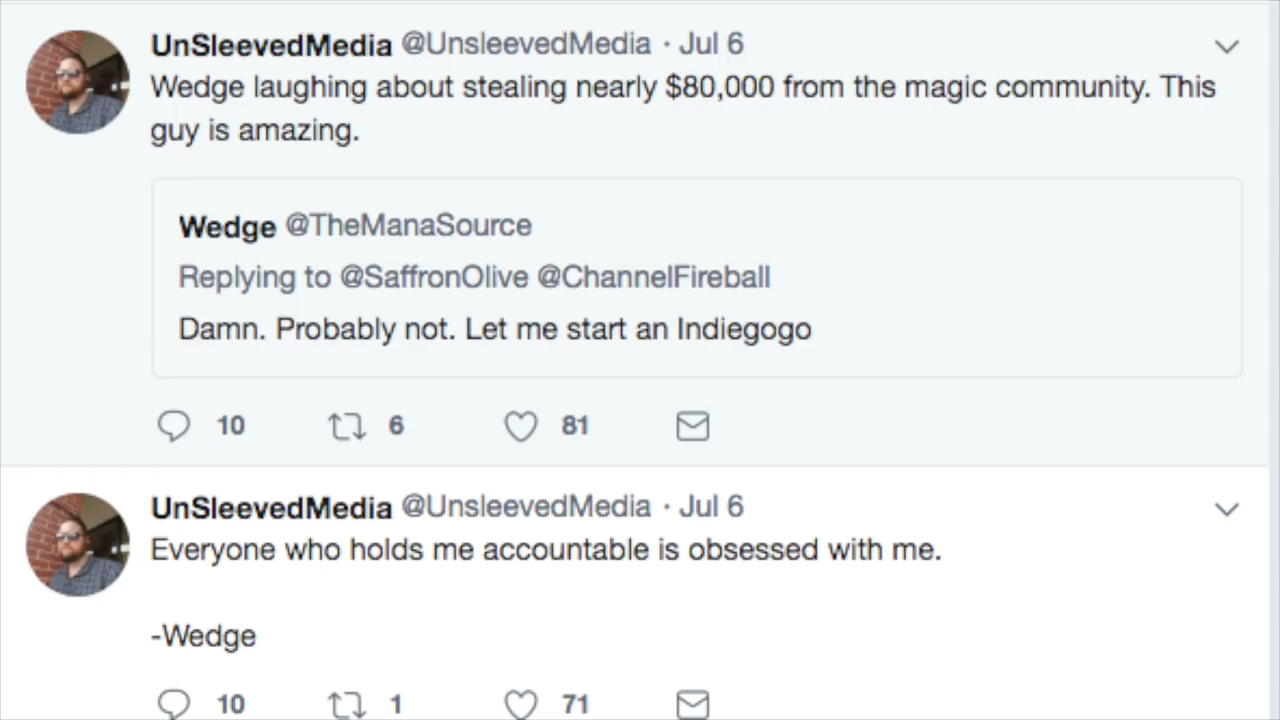 UnSleevedMedia @UnsleevedMedia · Jul 6
Wedge laughing about stealing nearly $80,000 from the magic community. This
guy is amazing.
Wedge @TheManaSource
Replying to @SaffronOlive @ChannelFireball
Damn. Probably not. Let me start an Indiegogo
10 6 81
UnSleevedMedia @UnsleevedMedia · Jul 6
Everyone who holds me accountable is obsessed with me.
-Wedge
10 1 71